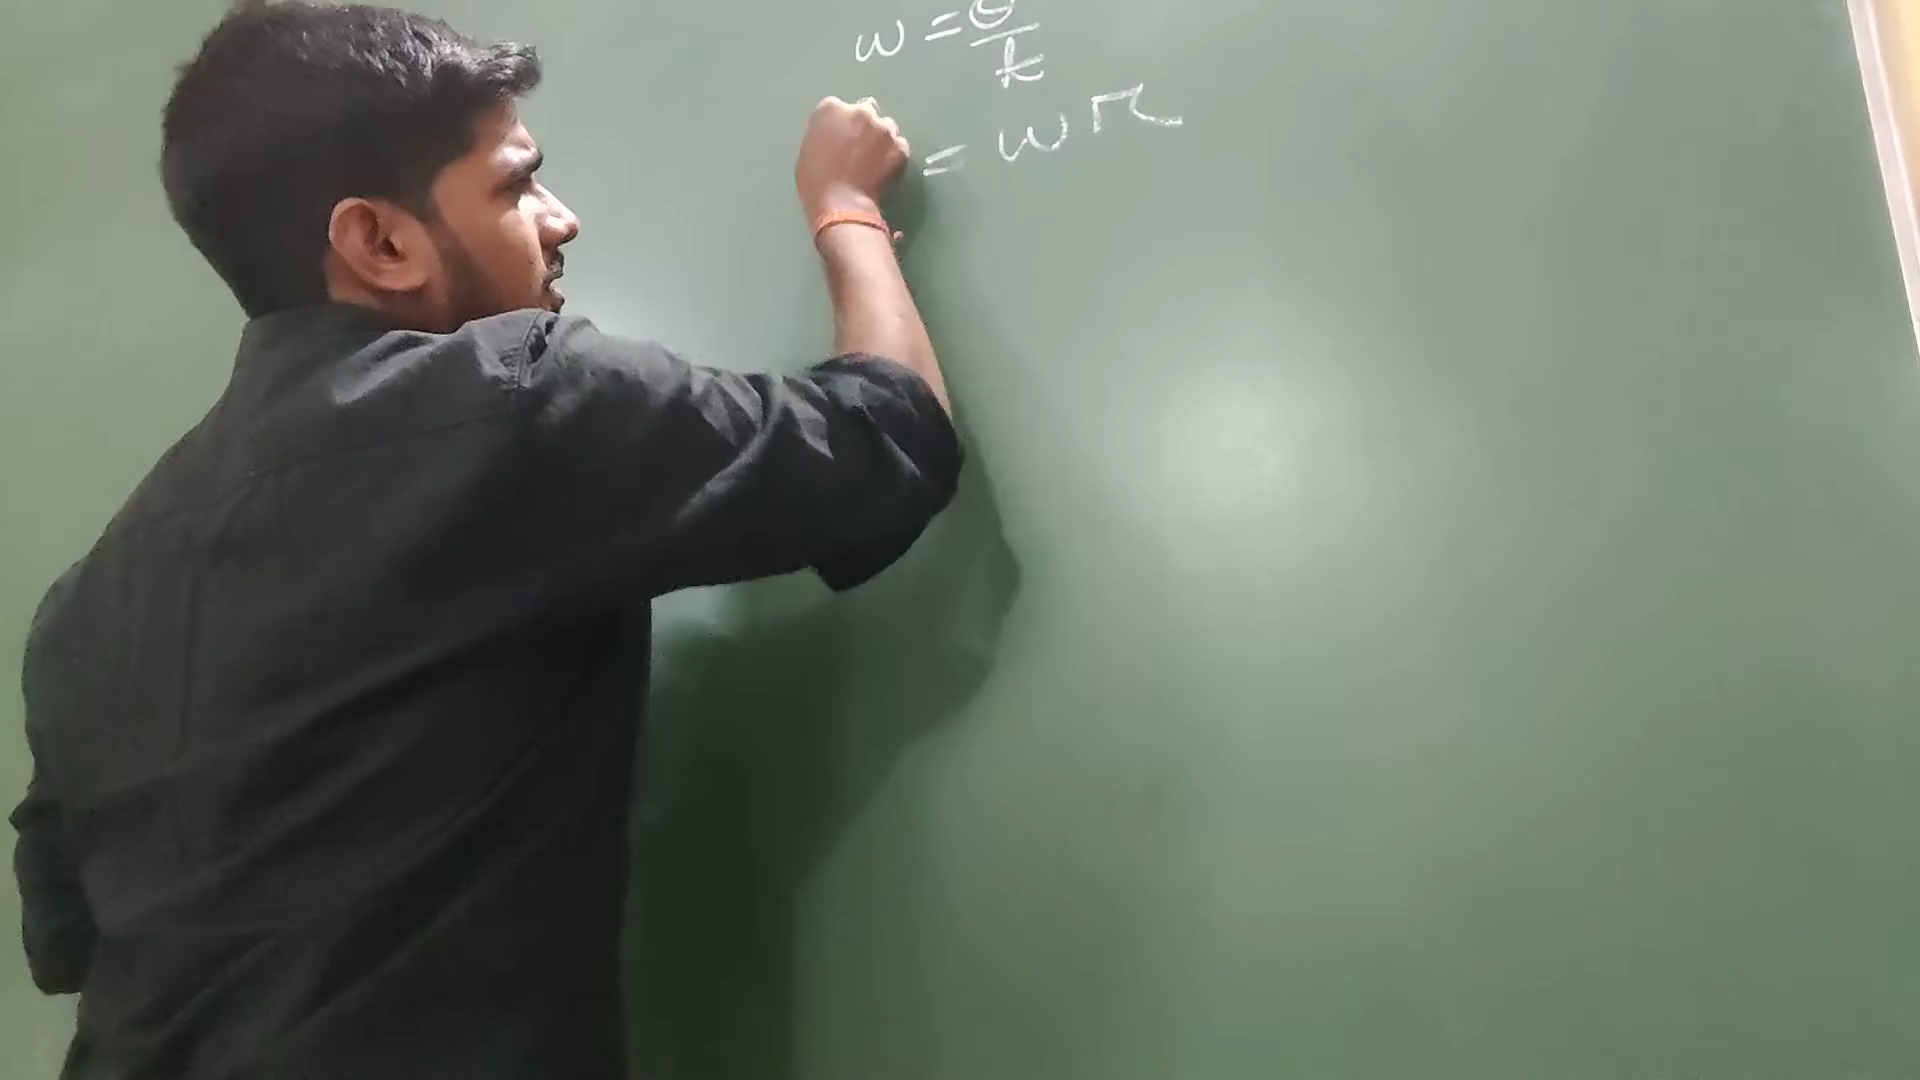 ω = θ/t
= ωr